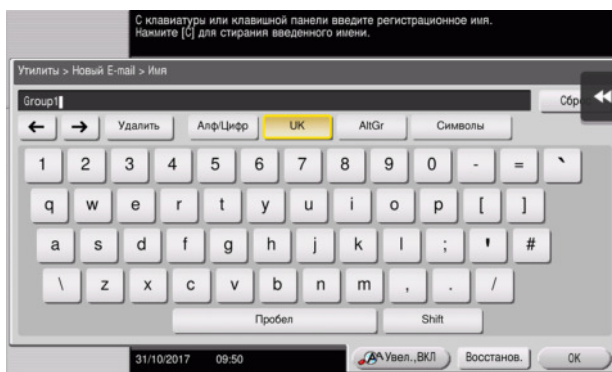 С клавиатуры или клавишной панели введите регистрационное имя.
Нажмите [C] для стирания введенного имени.
Утилиты > Новый E-mail > Имя
Group1
Сбро
← → Удалить Алф/Цифр UK AltGr Символы
1 2 3 4 5 6 7 8 9 0 - = `
q w e r t y u i o p [ ]
a s d f g h j k l ; ' #
\ z x c v b n m , . /
Пробел Shift
31/10/2017 09:50 Увел.,ВКЛ Восстанов. OK